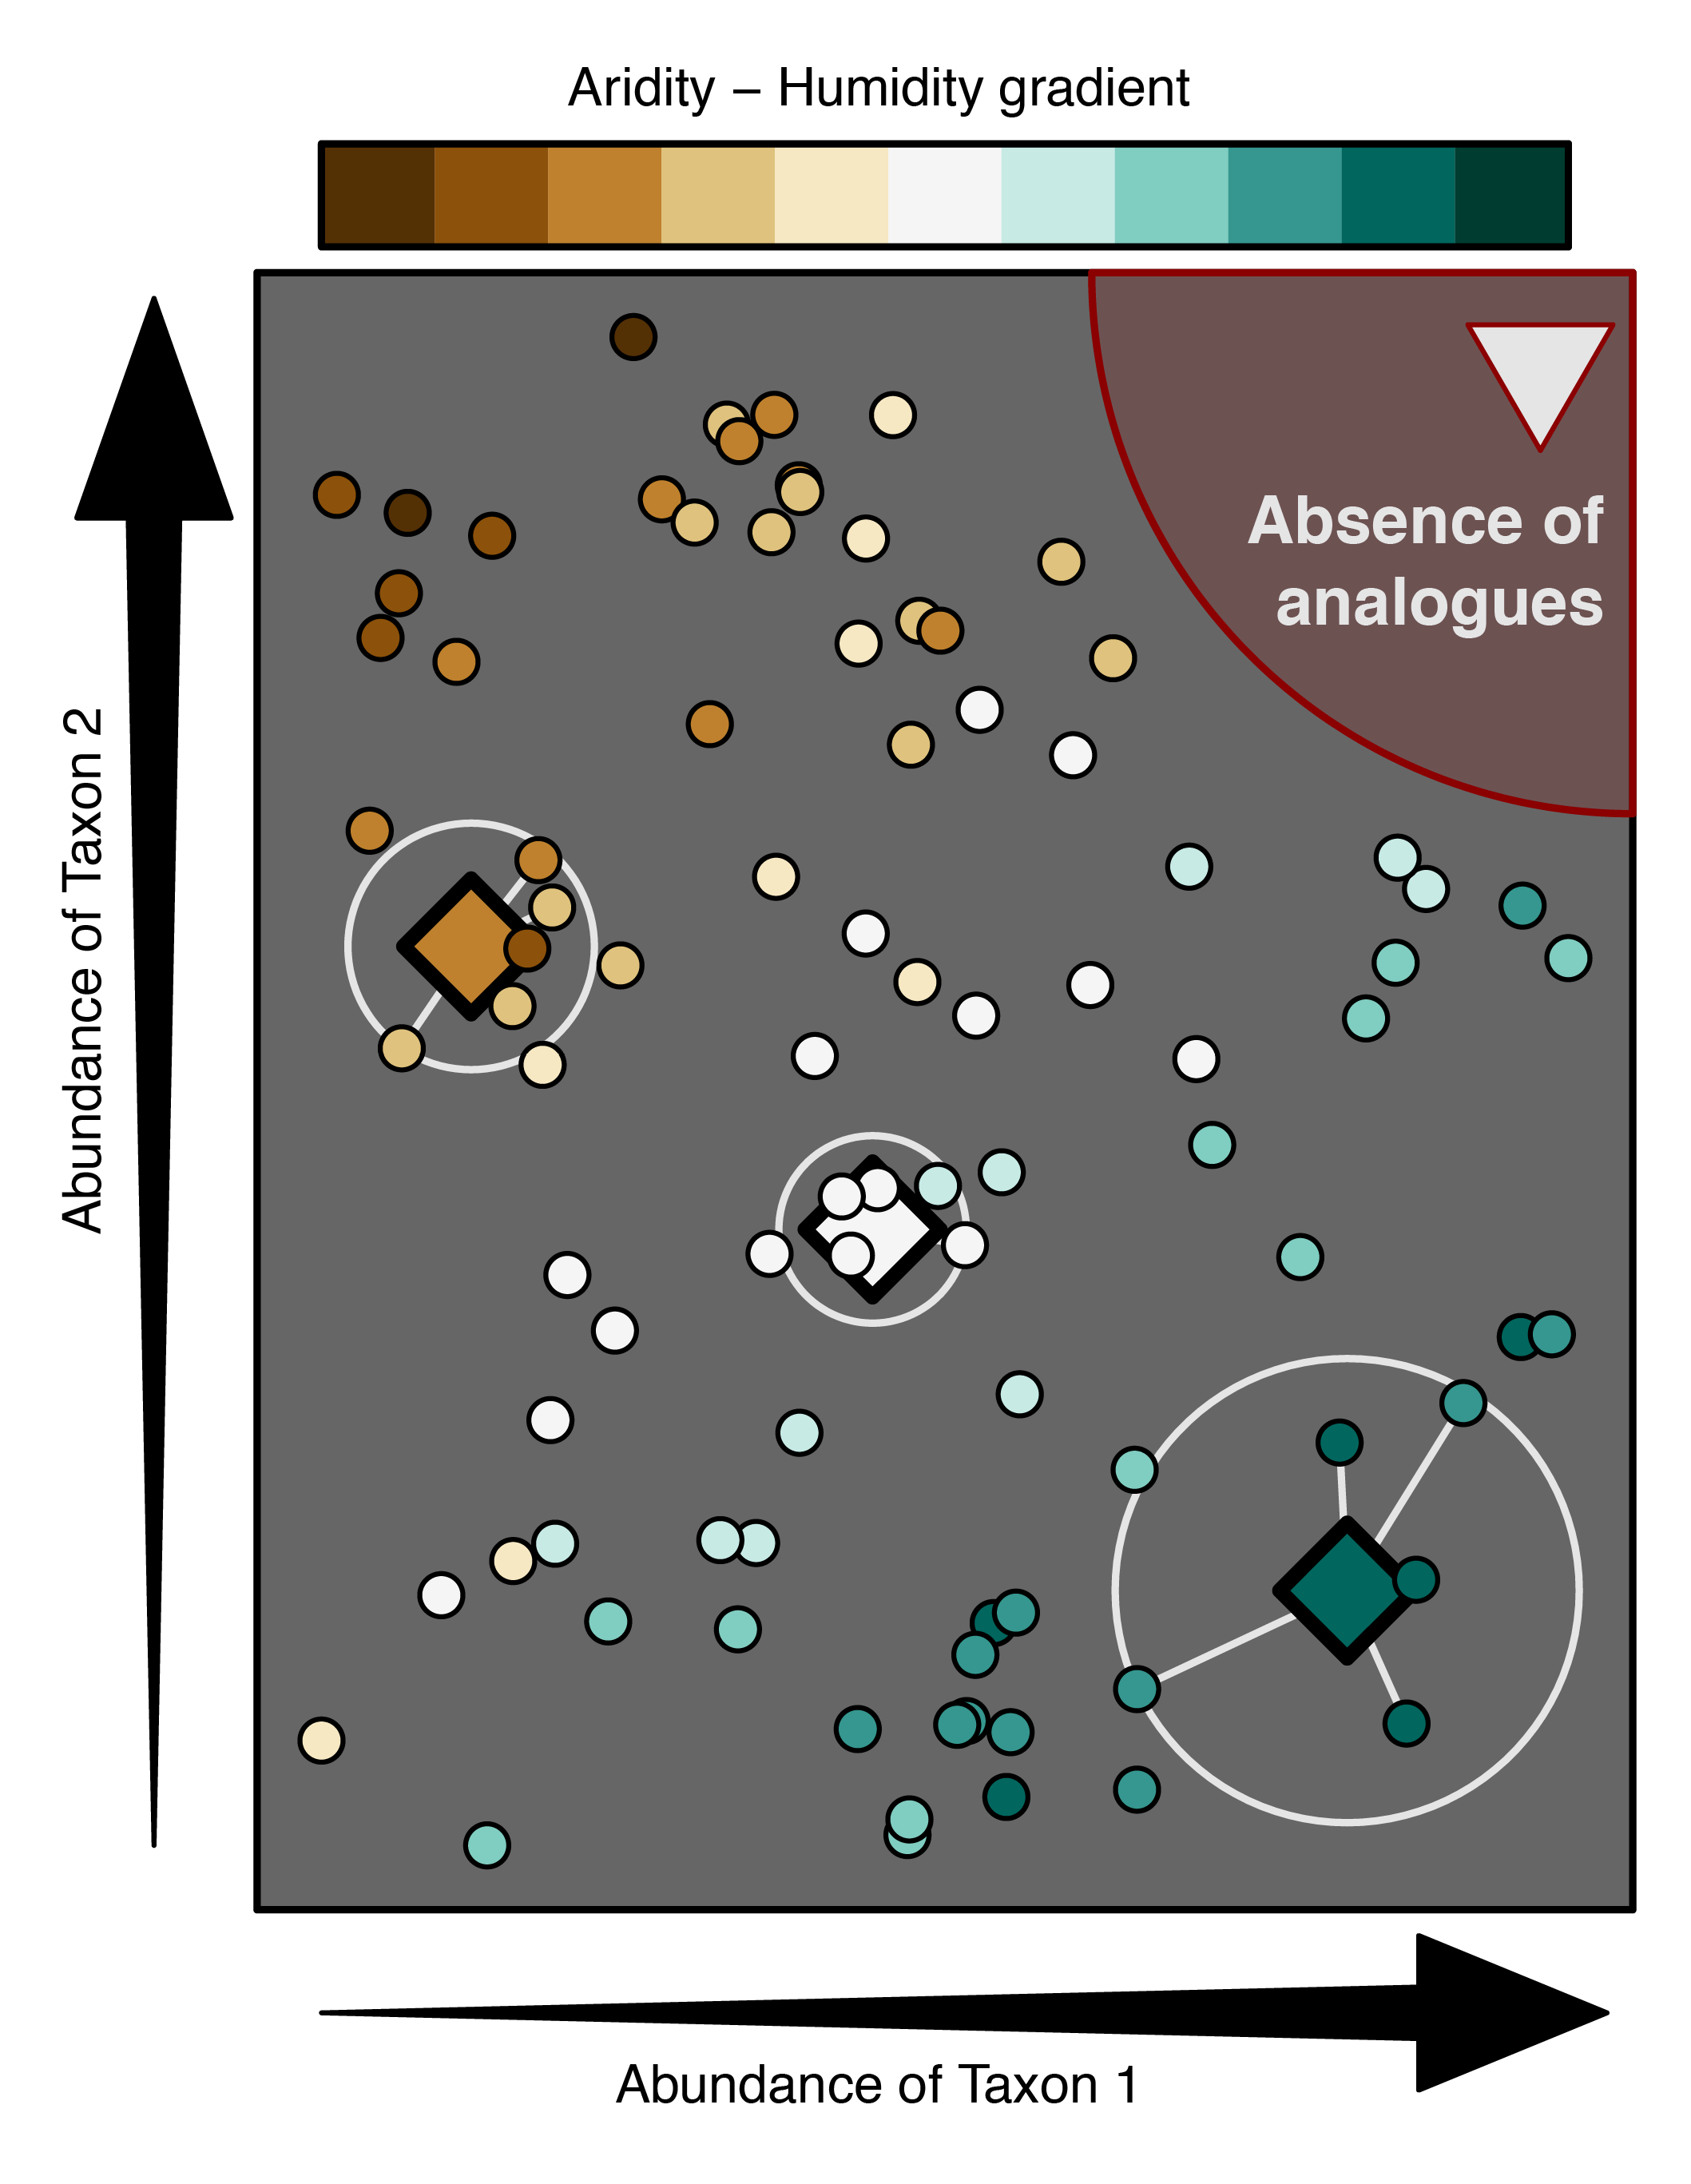 Aridity – Humidity gradient
Absence of
analogues
Abundance of Taxon 2
Abundance of Taxon 1